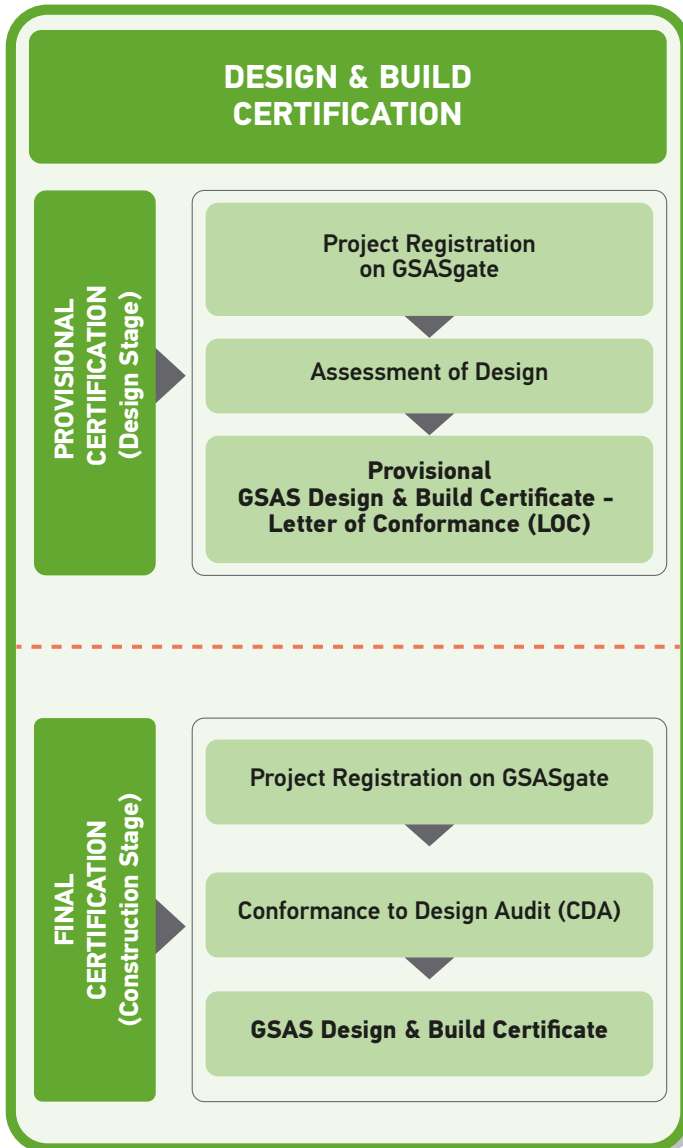 DESIGN & BUILD
CERTIFICATION
PROVISIONAL
CERTIFICATION
(Design Stage)
Project Registration
on GSASgate
Assessment of Design
Provisional
GSAS Design & Build Certificate –
Letter of Conformance (LOC)
FINAL
CERTIFICATION
(Construction Stage)
Project Registration on GSASgate
Conformance to Design Audit (CDA)
GSAS Design & Build Certificate